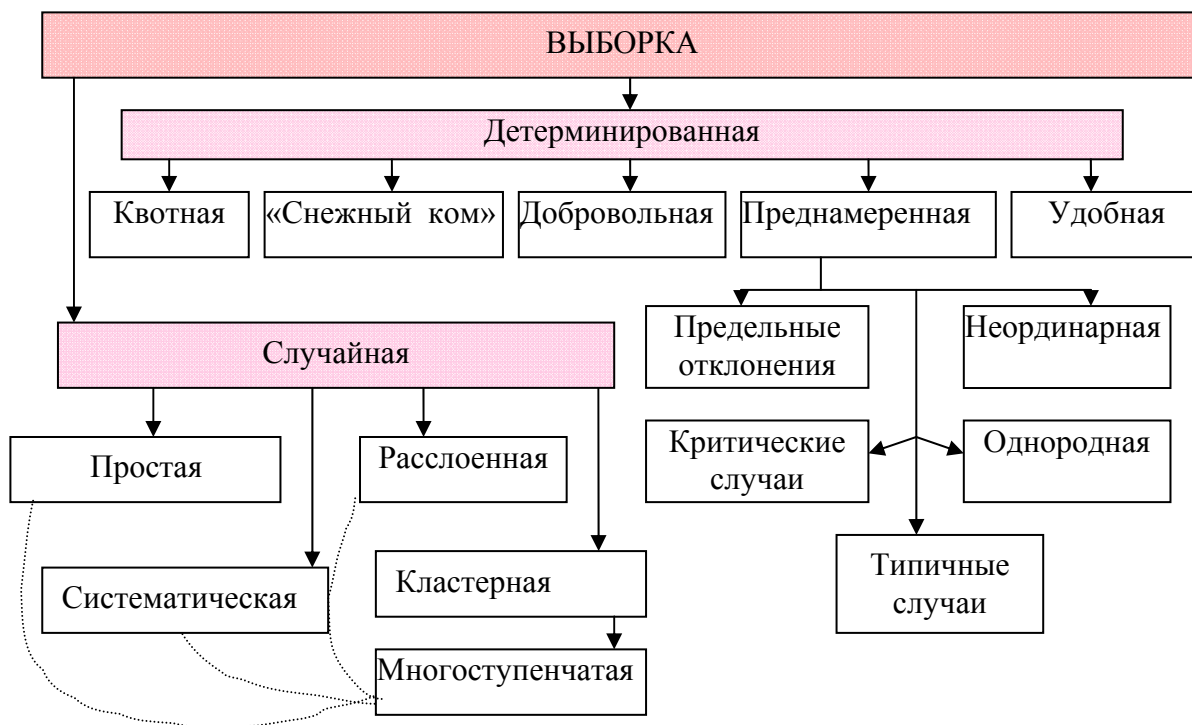 ВЫБОРКА
Детерминированная
Квотная
«Снежный ком»
Добровольная
Преднамеренная
Удобная
Предельные
отклонения
Неординарная
Случайная
Простая
Расслоенная
Критические
случаи
Однородная
Систематическая
Кластерная
Типичные
случаи
Многоступенчатая